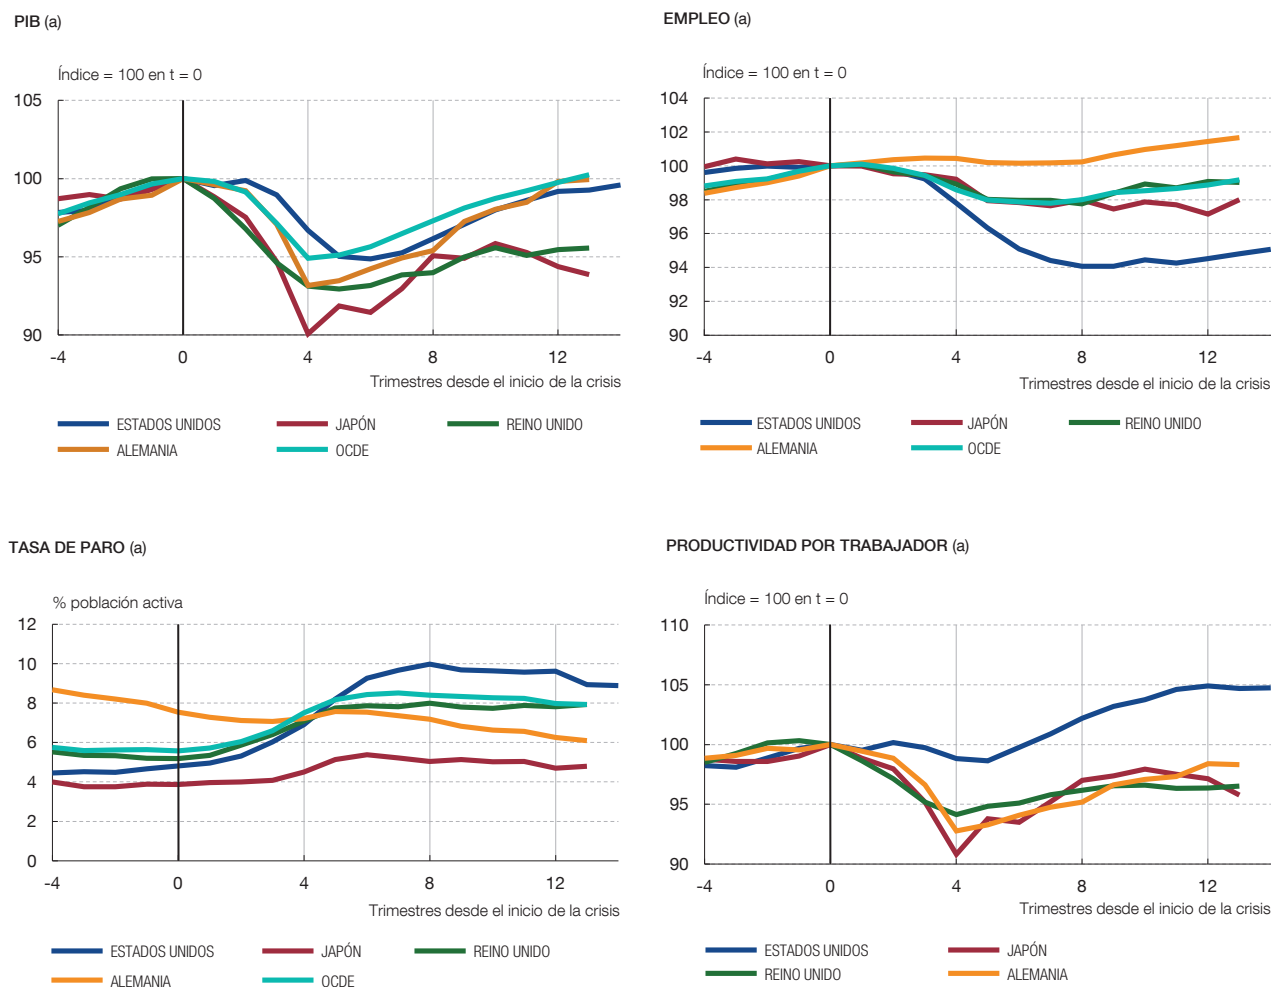 PIB (a)
Índice = 100 en t = 0
105
100
95
90
-4 0 4 8 12
Trimestres desde el inicio de la crisis
ESTADOS UNIDOS JAPÓN REINO UNIDO
ALEMANIA OCDE
EMPLEO (a)
Índice = 100 en t = 0
104
102
100
98
96
94
92
90
-4 0 4 8 12
Trimestres desde el inicio de la crisis
ESTADOS UNIDOS JAPÓN REINO UNIDO
ALEMANIA OCDE
TASA DE PARO (a)
% población activa
12
10
8
6
4
2
0
-4 0 4 8 12
Trimestres desde el inicio de la crisis
ESTADOS UNIDOS JAPÓN REINO UNIDO
ALEMANIA OCDE
PRODUCTIVIDAD POR TRABAJADOR (a)
Índice = 100 en t = 0
110
105
100
95
90
-4 0 4 8 12
Trimestres desde el inicio de la crisis
ESTADOS UNIDOS JAPÓN
REINO UNIDO ALEMANIA